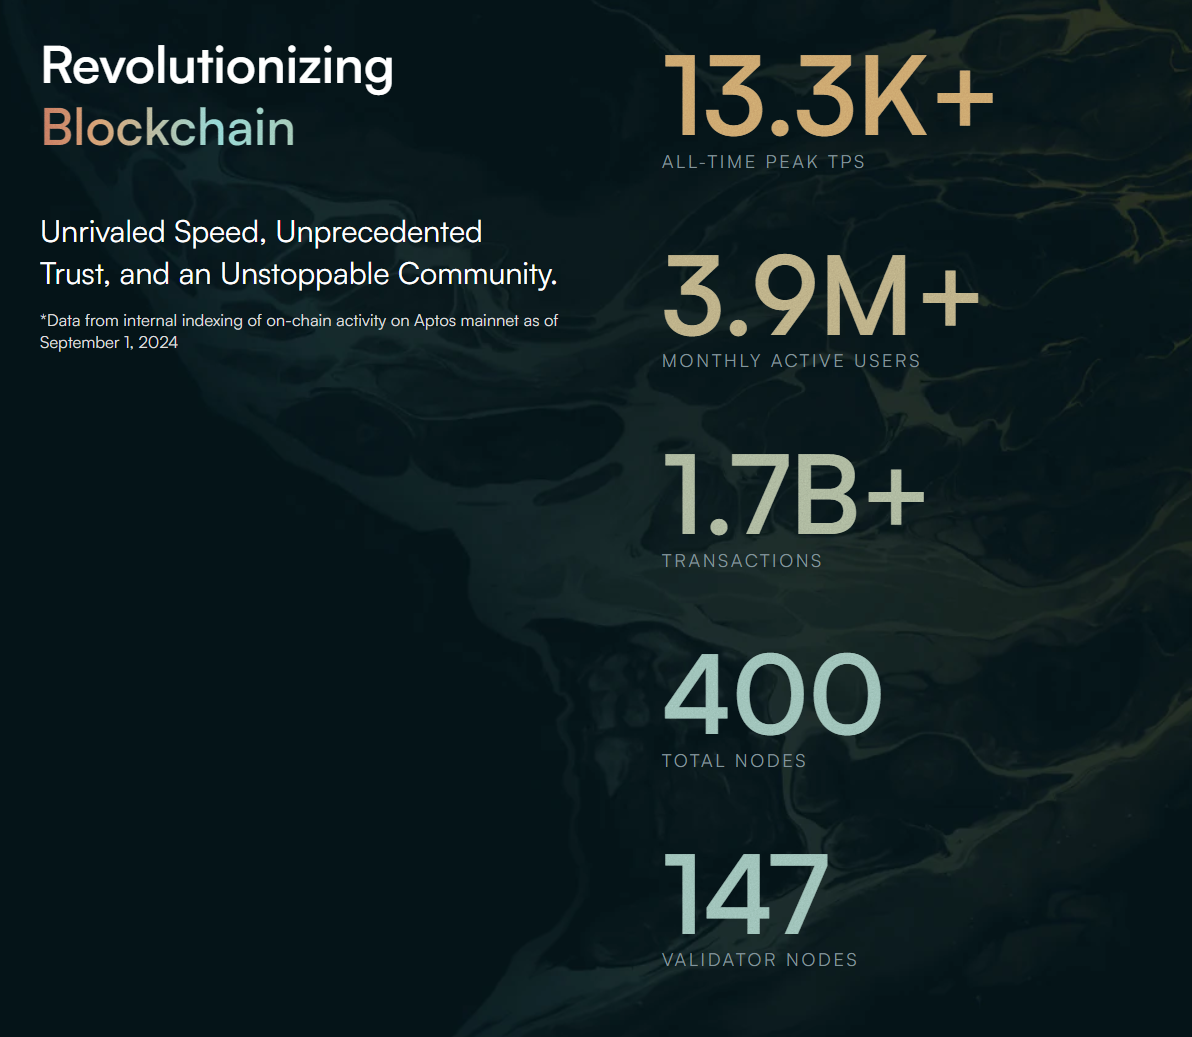 Revolutionizing
Blockchain
Unrivaled Speed, Unprecedented
Trust, and an Unstoppable Community.
*Data from internal indexing of on-chain activity on Aptos mainnet as of
September 1, 2024
13.3K+
ALL-TIME PEAK TPS
3.9M+
MONTHLY ACTIVE USERS
1.7B+
TRANSACTIONS
400
TOTAL NODES
147
VALIDATOR NODES